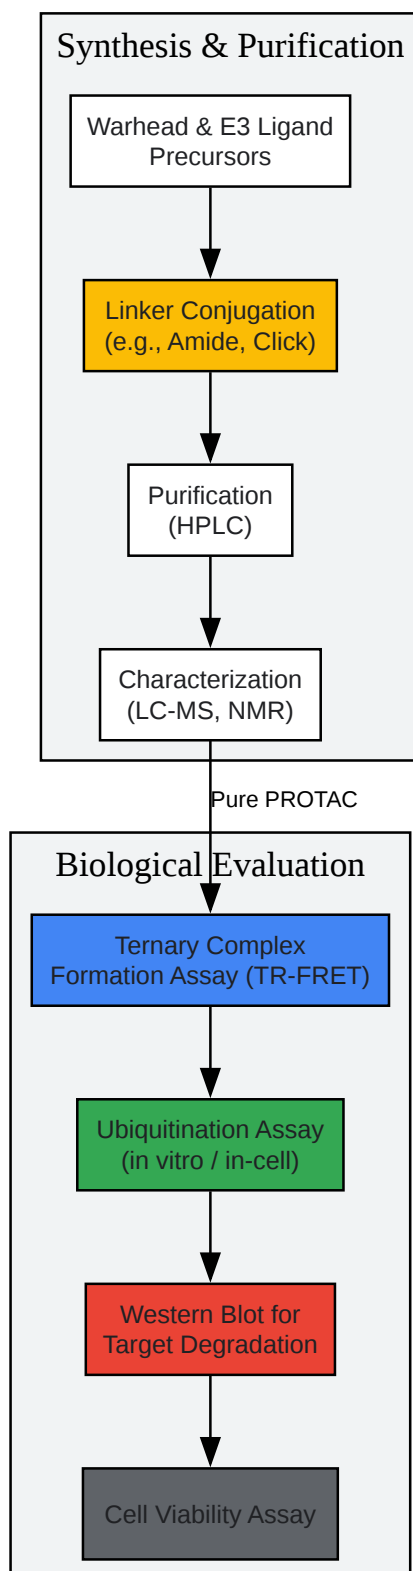 Synthesis & Purification
Warhead & E3 Ligand
Precursors
Linker Conjugation
(e.g., Amide, Click)
Purification
(HPLC)
Characterization
(LC-MS, NMR)
Pure PROTAC
Biological Evaluation
Ternary Complex
Formation Assay (TR-FRET)
Ubiquitination Assay
(in vitro / in-cell)
Western Blot for
Target Degradation
Cell Viability Assay